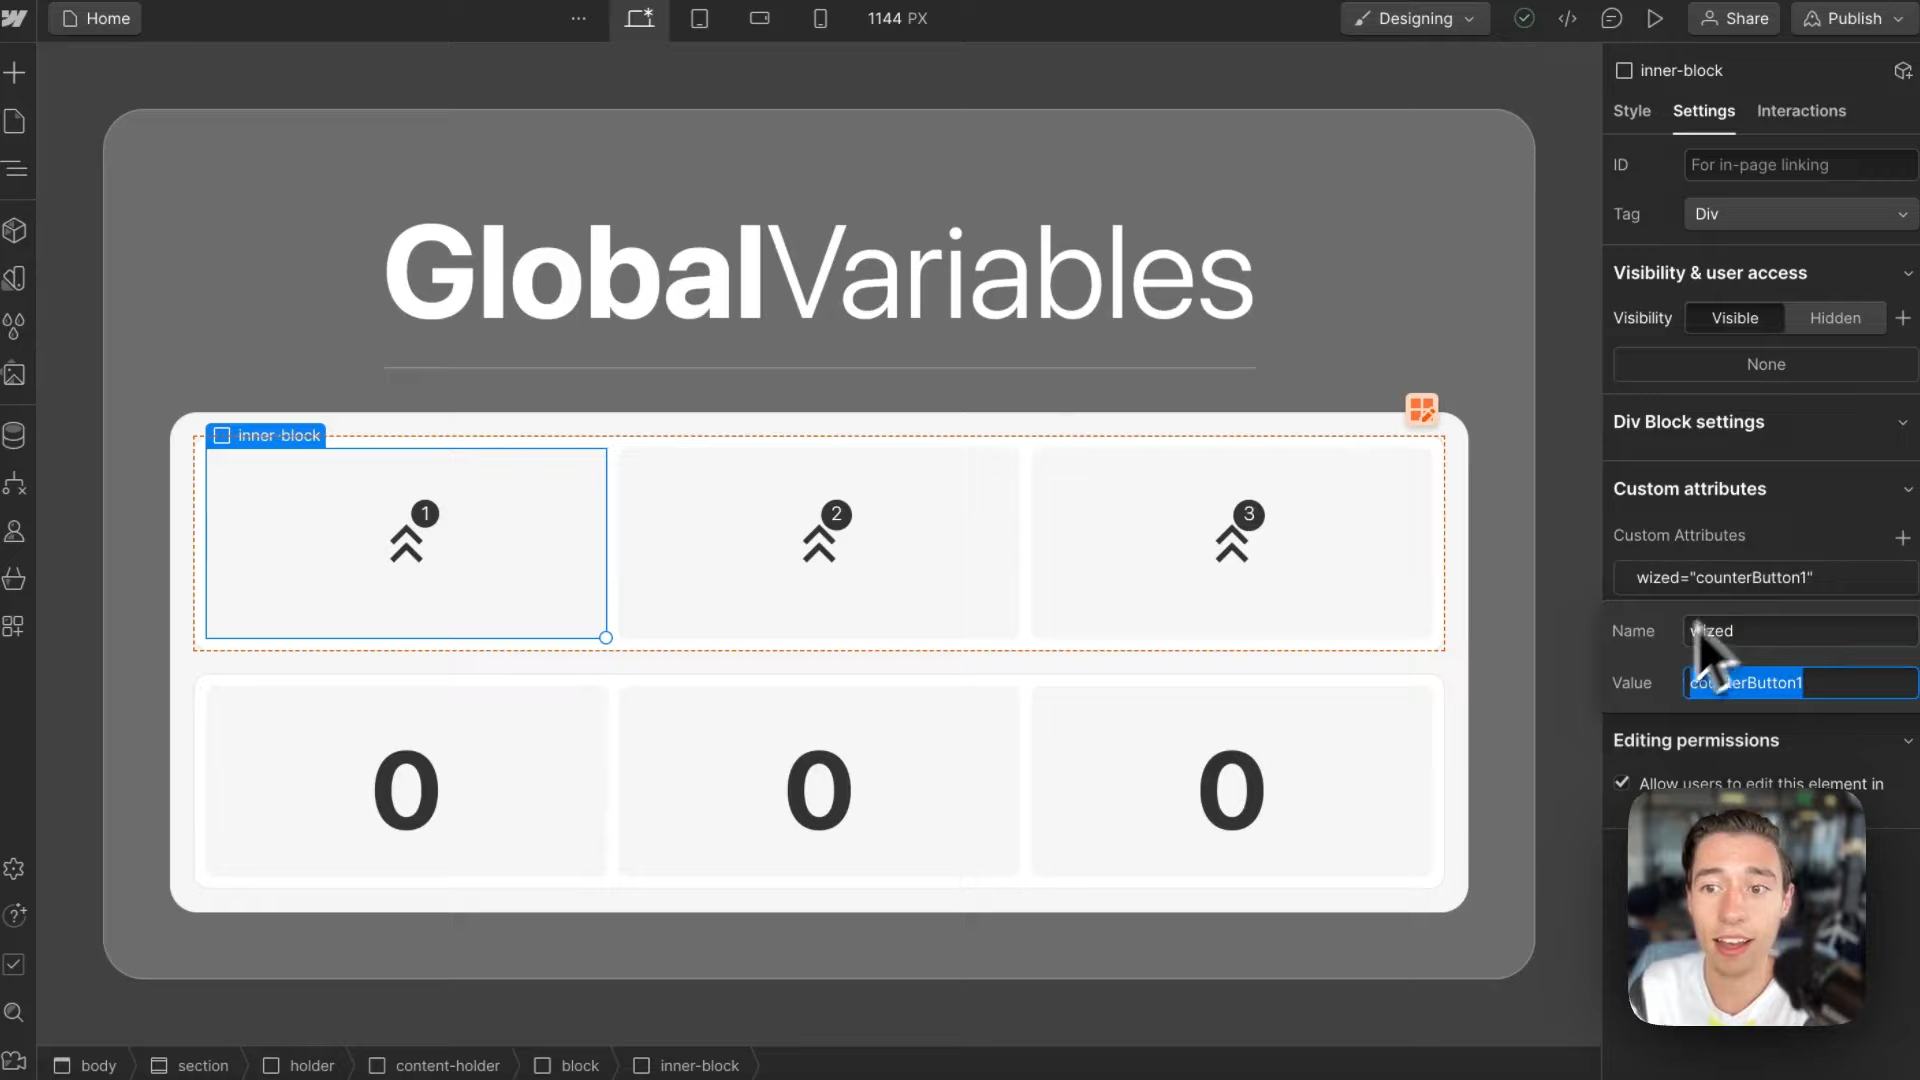 Home
1144 PX
Designing
Share
Publish
inner-block
Style Settings Interactions
ID For in-page linking
Tag Div
Visibility & user access
Visibility Visible Hidden
None
Div Block settings
Custom attributes
Custom Attributes
wized="counterButton1"
Name wized
Value counterButton1
Editing permissions
Allow users to edit this element in
GlobalVariables
inner-block
1
2
3
0
0
0
body section holder content-holder block inner-block